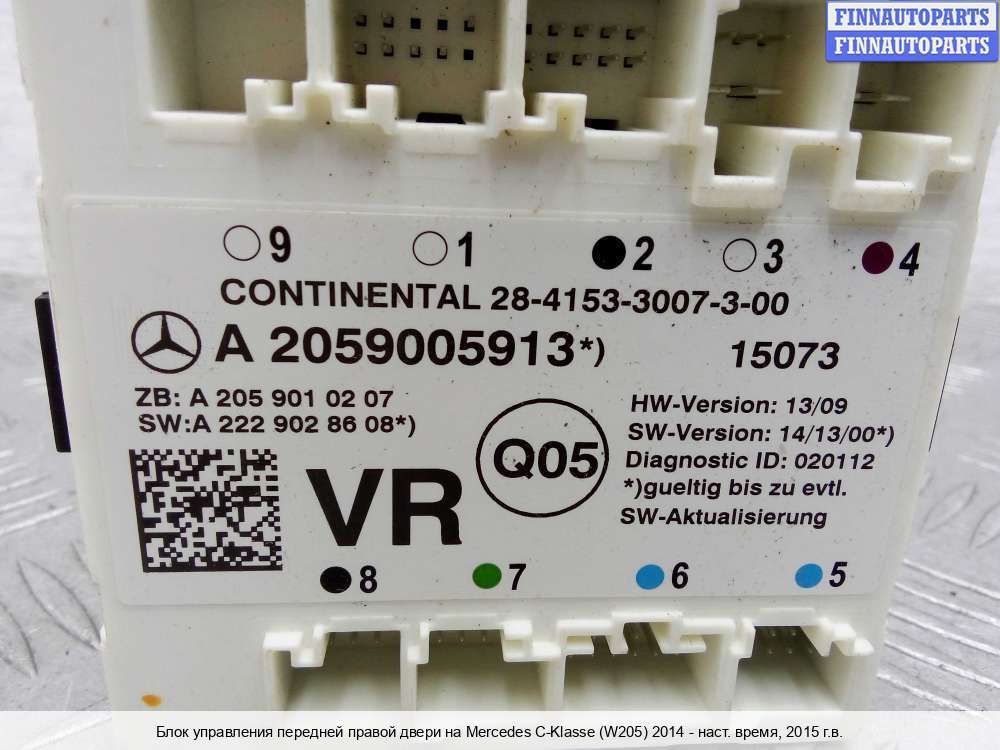 FINNAUTOPARTS
FINNAUTOPARTS
9 1 2 3 4
CONTINENTAL 28-4153-3007-3-00
A 2059005913*) 15073
ZB: A 205 901 02 07
SW:A 222 902 86 08*)
HW-Version: 13/09
SW-Version: 14/13/00*)
Diagnostic ID: 020112
*)gueltig bis zu evtl.
SW-Aktualisierung
Q05
VR
8 7 6 5
Блок управления передней правой двери на Mercedes C-Klasse (W205) 2014 - наст. время, 2015 г.в.